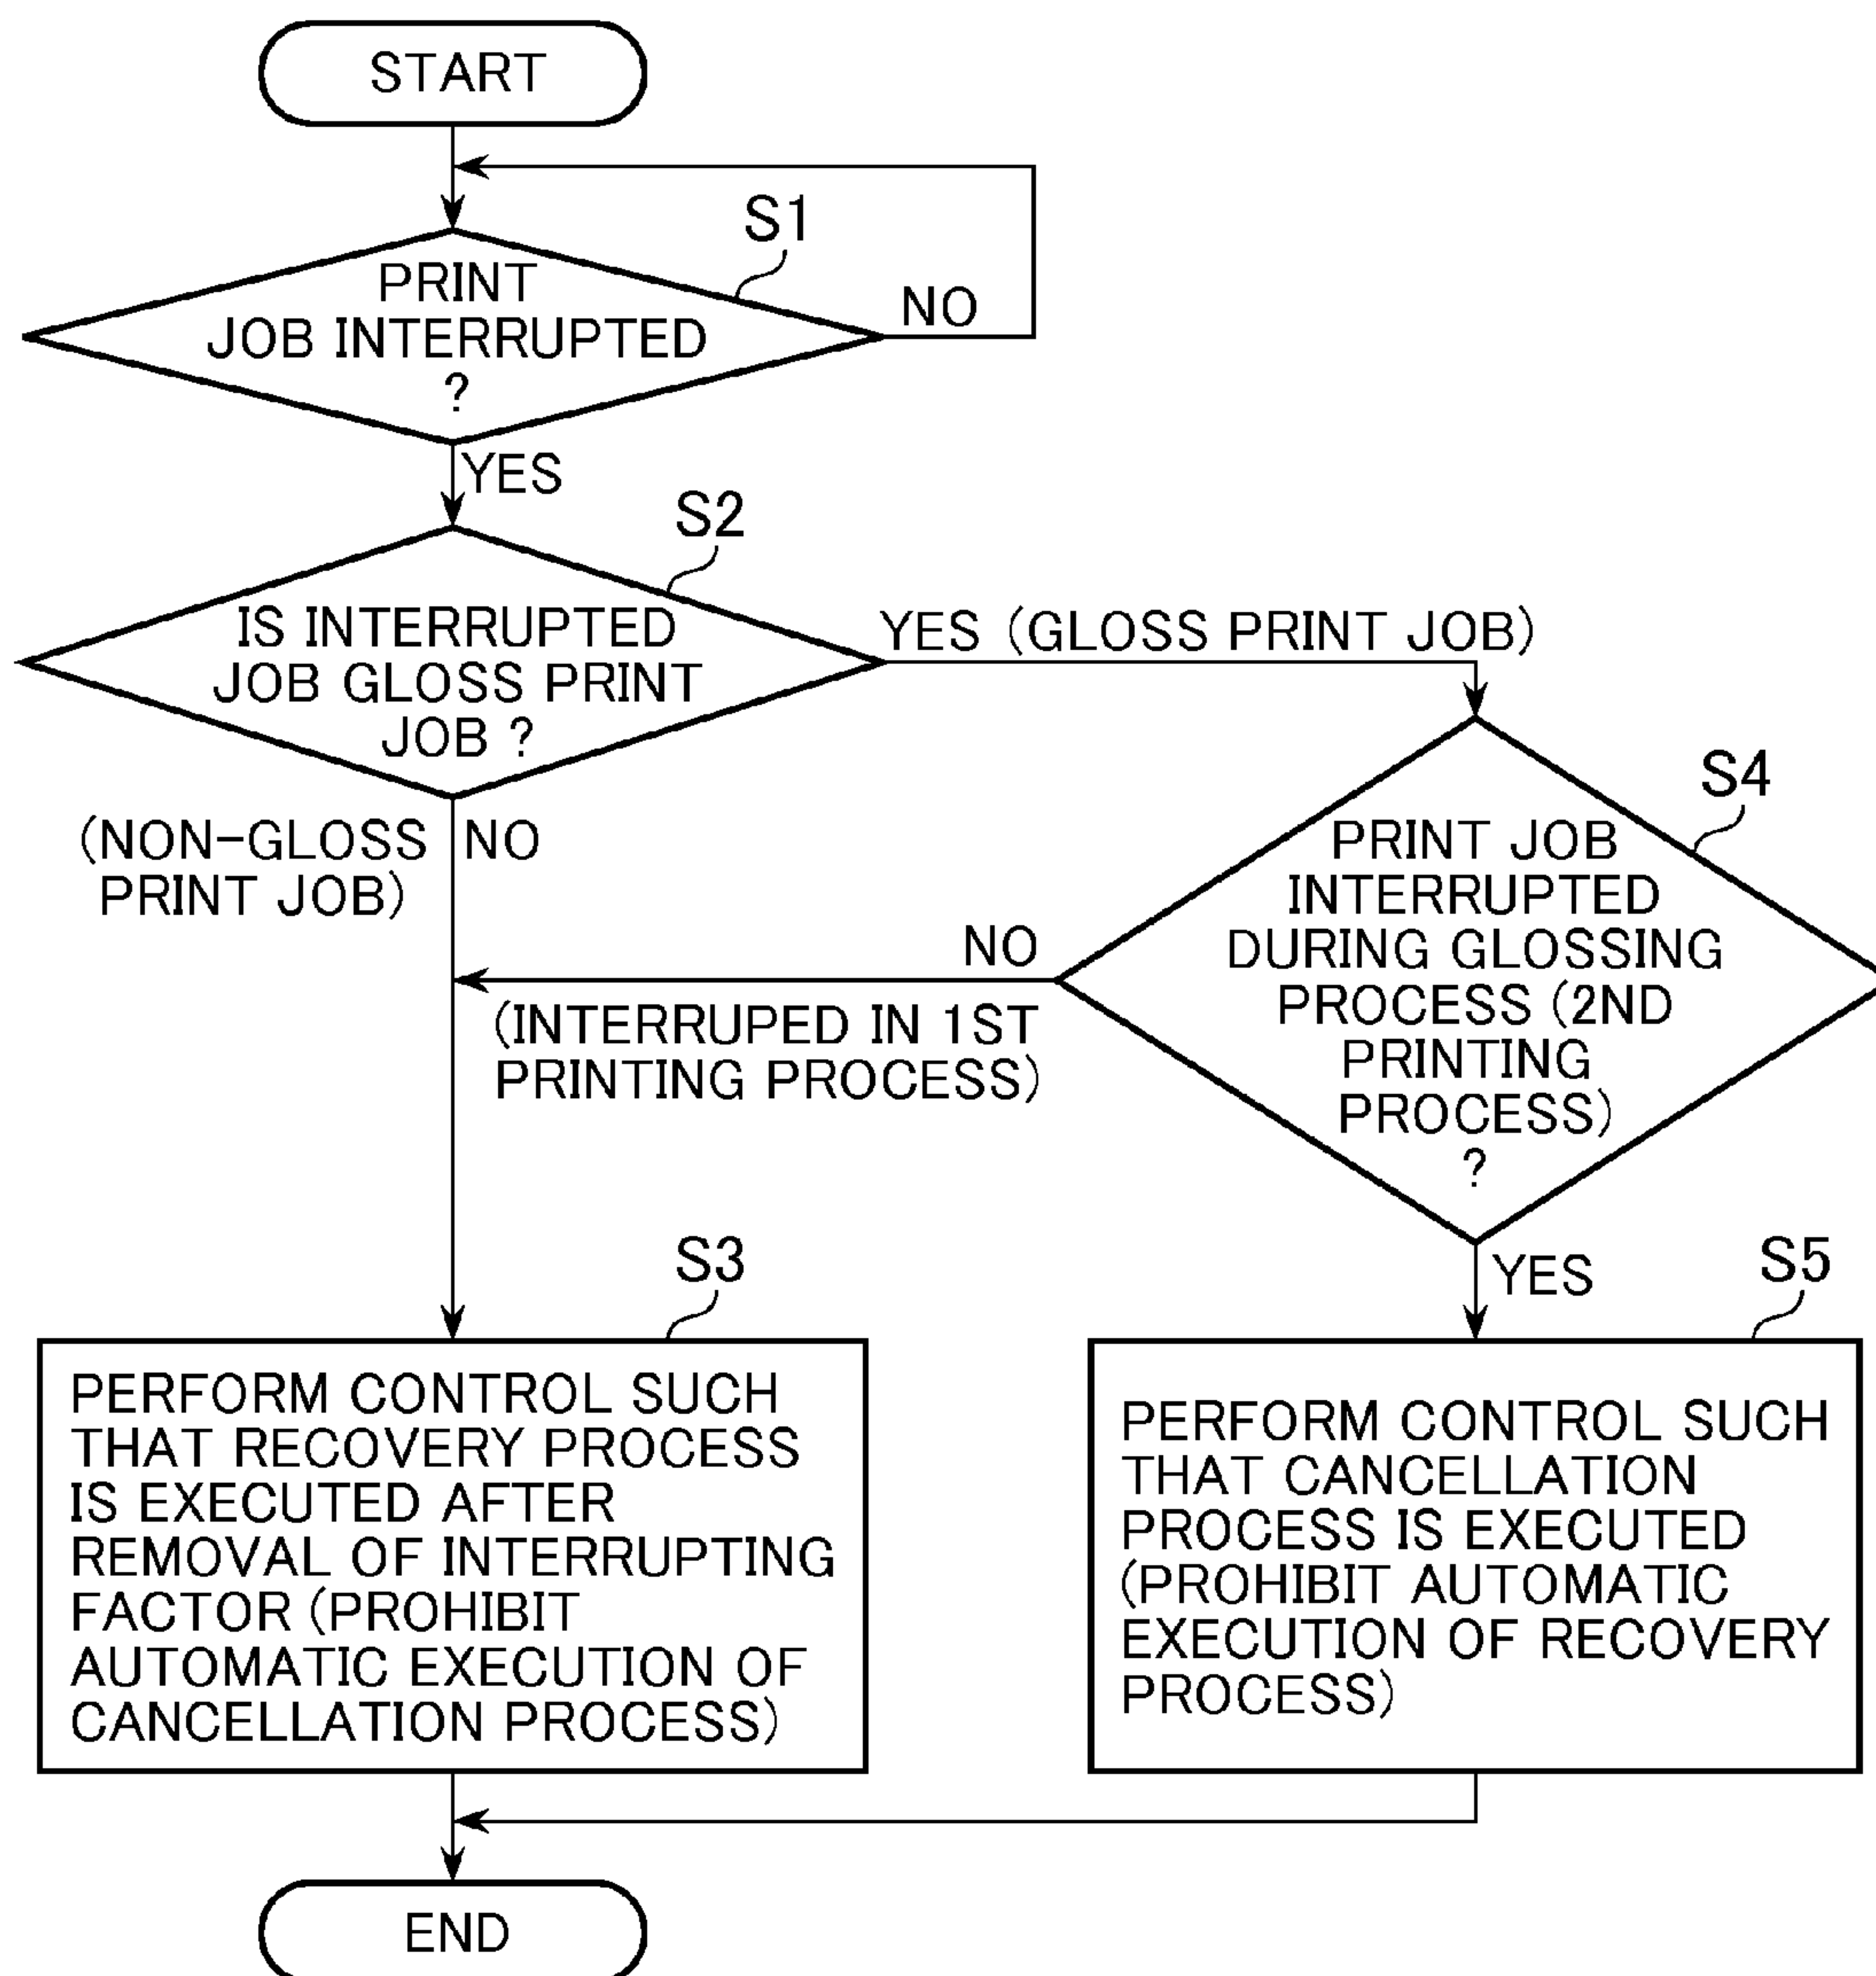 START
S1
PRINT
JOB INTERRUPTED
?
NO
YES
S2
IS INTERRUPTED
JOB GLOSS PRINT
JOB ?
YES (GLOSS PRINT JOB)
(NON-GLOSS
PRINT JOB)
NO
S4
PRINT JOB
INTERRUPTED
DURING GLOSSING
PROCESS (2ND
PRINTING
PROCESS)
?
NO
(INTERRUPED IN 1ST
PRINTING PROCESS)
YES
S3
PERFORM CONTROL SUCH
THAT RECOVERY PROCESS
IS EXECUTED AFTER
REMOVAL OF INTERRUPTING
FACTOR (PROHIBIT
AUTOMATIC EXECUTION OF
CANCELLATION PROCESS)
S5
PERFORM CONTROL SUCH
THAT CANCELLATION
PROCESS IS EXECUTED
(PROHIBIT AUTOMATIC
EXECUTION OF RECOVERY
PROCESS)
END